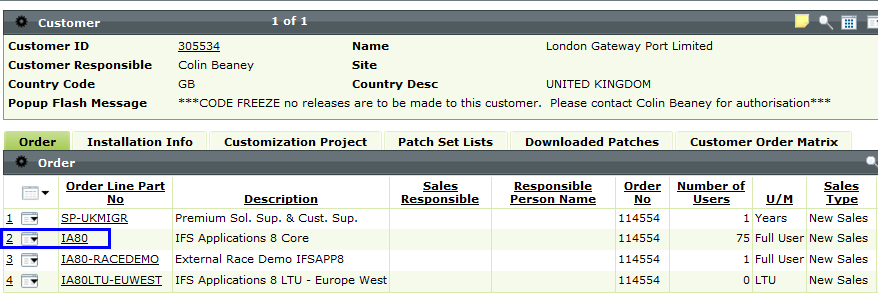 Customer 1 of 1
Customer ID 305534 Name London Gateway Port Limited
Customer Responsible Colin Beaney Site
Country Code GB Country Desc UNITED KINGDOM
Popup Flash Message ***CODE FREEZE no releases are to be made to this customer. Please contact Colin Beaney for authorisation***
Order Installation Info Customization Project Patch Set Lists Downloaded Patches Customer Order Matrix
Order
Order Line Part No Description Sales Responsible Responsible Person Name Order No Number of Users U/M Sales Type
1 SP-UKMIGR Premium Sol. Sup. & Cust. Sup. 114554 1 Years New Sales
2 IA80 IFS Applications 8 Core 114554 75 Full User New Sales
3 IA80-RACEDEMO External Race Demo IFSAPP8 114554 1 Full User New Sales
4 IA80LTU-EUWEST IFS Applications 8 LTU - Europe West 114554 0 LTU New Sales